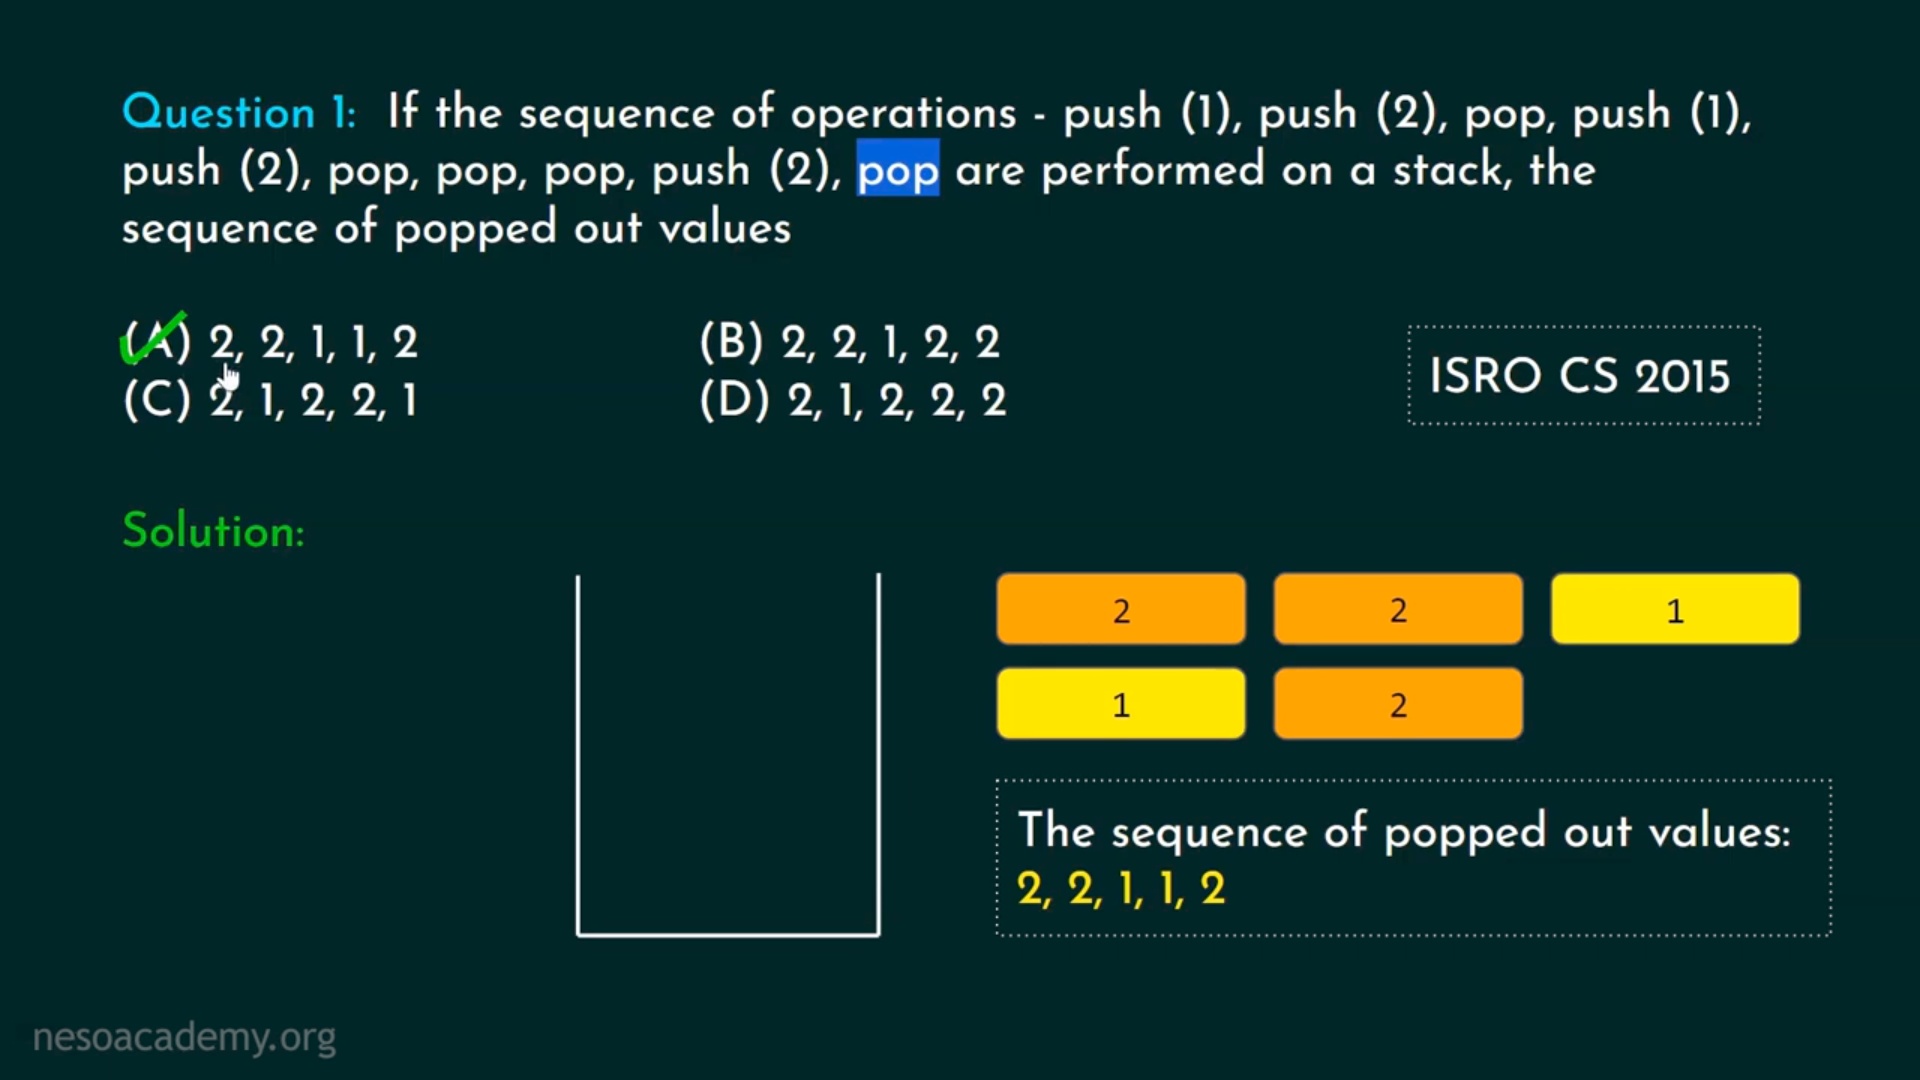 Question 1: If the sequence of operations - push (1), push (2), pop, push (1),
push (2), pop, pop, pop, push (2), pop are performed on a stack, the
sequence of popped out values
(A) 2, 2, 1, 1, 2
(B) 2, 2, 1, 2, 2
(C) 2, 1, 2, 2, 1
(D) 2, 1, 2, 2, 2
ISRO CS 2015
Solution:
2 2 1
1 2
The sequence of popped out values:
2, 2, 1, 1, 2
nesoacademy.org